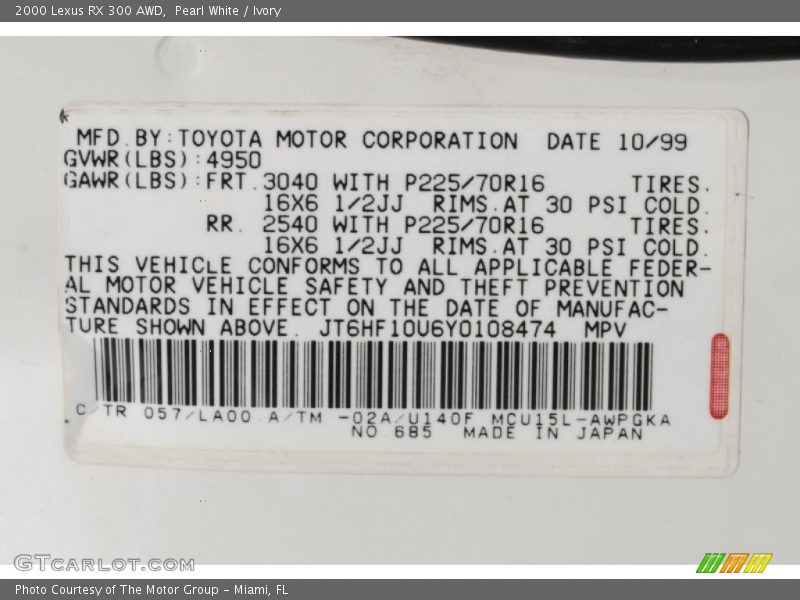 2000 Lexus RX 300 AWD, Pearl White / Ivory
MFD.BY:TOYOTA MOTOR CORPORATION DATE 10/99
GVWR(LBS):4950
GAWR(LBS):FRT.3040 WITH P225/70R16 TIRES.
16X6 1/2JJ RIMS.AT 30 PSI COLD.
RR. 2540 WITH P225/70R16 TIRES.
16X6 1/2JJ RIMS.AT 30 PSI COLD.
THIS VEHICLE CONFORMS TO ALL APPLICABLE FEDER-
AL MOTOR VEHICLE SAFETY AND THEFT PREVENTION
STANDARDS IN EFFECT ON THE DATE OF MANUFAC-
TURE SHOWN ABOVE. JT6HF10U6Y0108474 MPV
C/TR 057/LA00 A/TM -02A/U140F MCU15L-AWPGKA
NO 685 MADE IN JAPAN
GTCARLOT.COM
Photo Courtesy of The Motor Group - Miami, FL